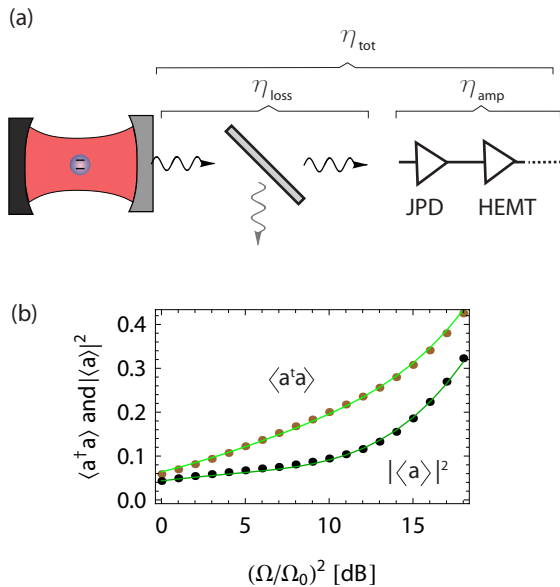 (a)
η_tot
η_loss
η_amp
JPD
HEMT
(b)
⟨a†a⟩ and |⟨a⟩|²
0.4
0.3
0.2
0.1
0.0
⟨a†a⟩
|⟨a⟩|²
0
5
10
15
(Ω/Ω₀)² [dB]